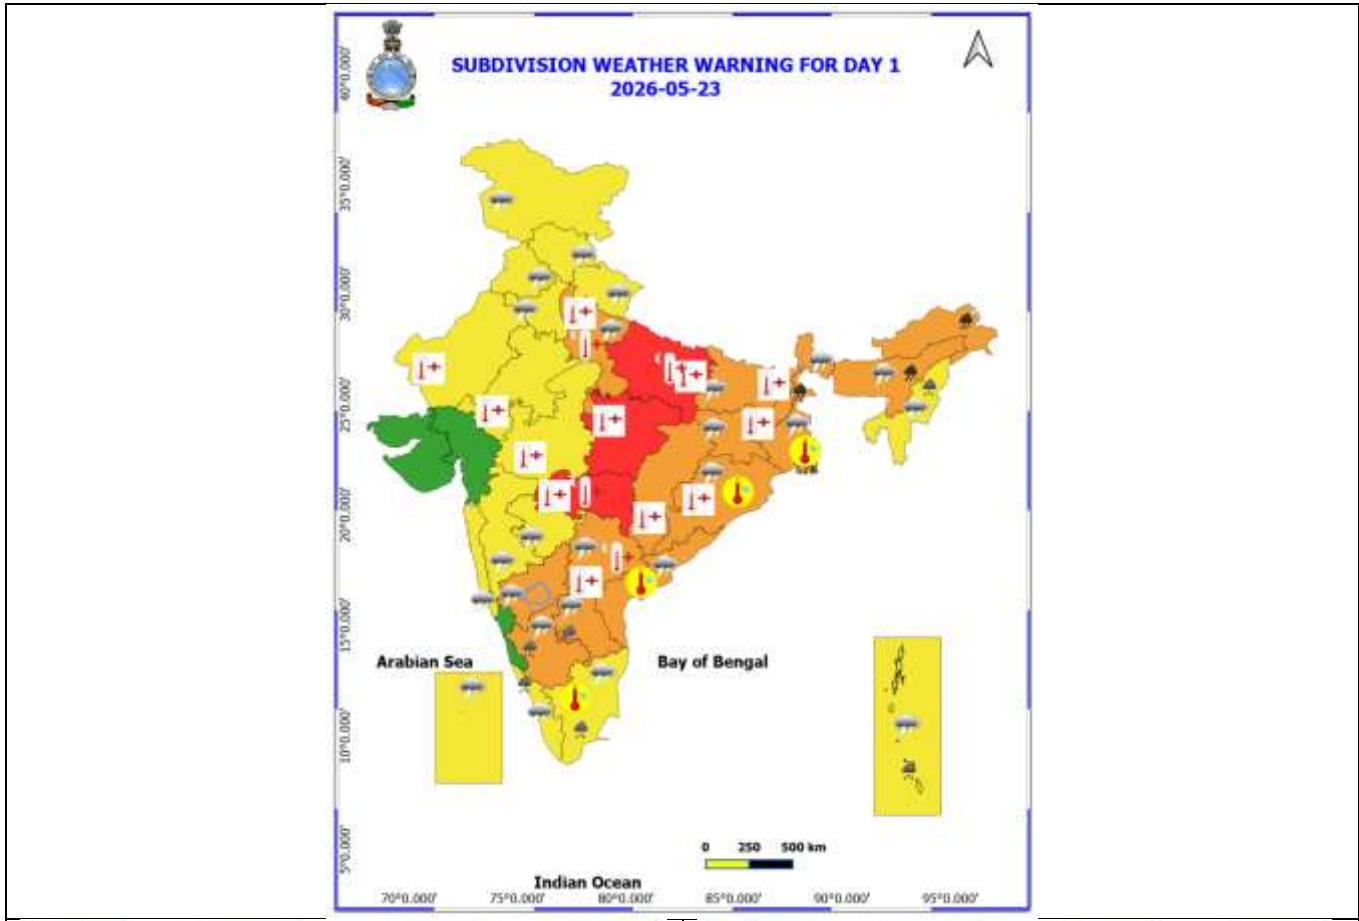 SUBDIVISION WEATHER WARNING FOR DAY 1
2026-05-23
40°0.000'
35°0.000'
30°0.000'
25°0.000'
20°0.000'
15°0.000'
10°0.000'
5°0.000'
Arabian Sea
Bay of Bengal
0 250 500 km
Indian Ocean
70°0.000' 75°0.000' 80°0.000' 85°0.000' 90°0.000' 95°0.000'